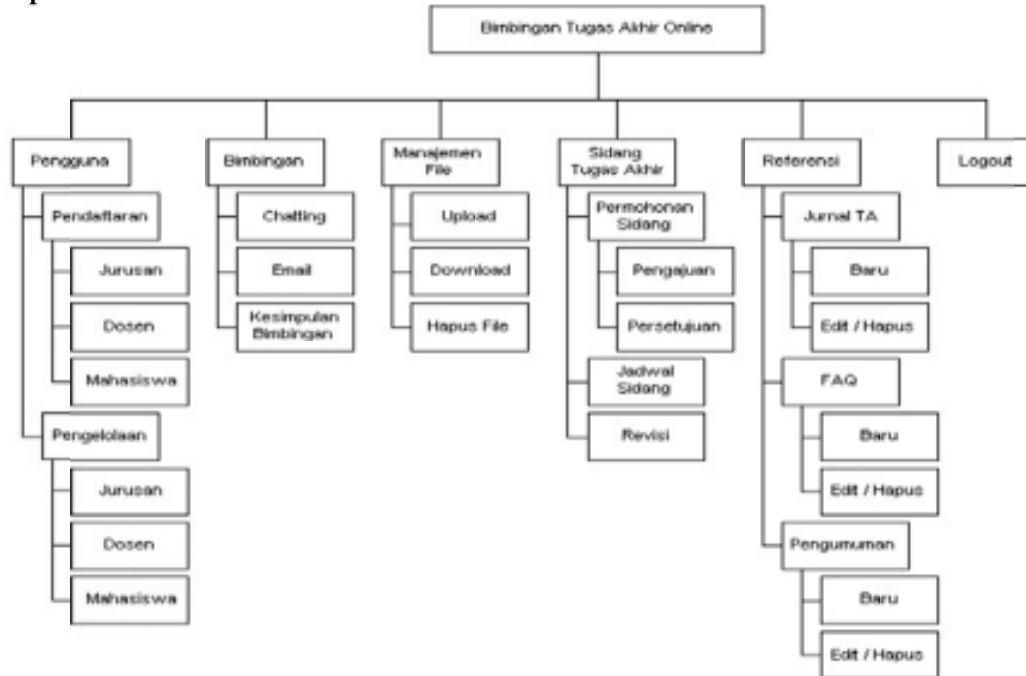 Bimbingan Tugas Akhir Online
Pengguna
Pendaftaran
Jurusan
Dosen
Mahasiswa
Pengelolaan
Jurusan
Dosen
Mahasiswa
Bimbingan
Chatting
Email
Kesimpulan
Bimbingan
Manajemen
File
Upload
Download
Hapus File
Sidang
Tugas Akhir
Permohonan
Sidang
Pengajuan
Persetujuan
Jadwal
Sidang
Revisi
Referensi
Jurnal TA
Baru
Edit / Hapus
FAQ
Baru
Edit / Hapus
Pengumuman
Baru
Edit / Hapus
Logout